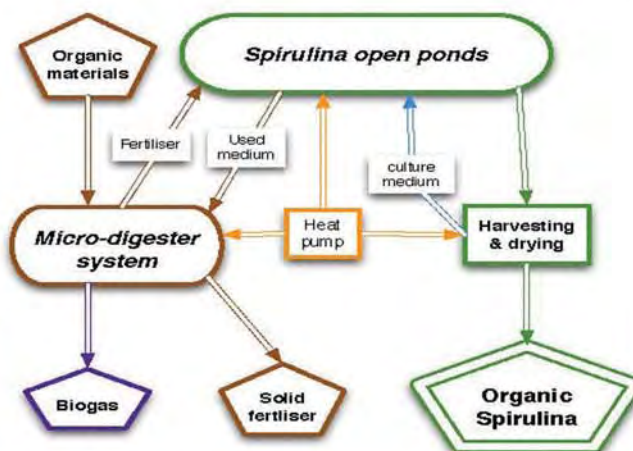 Organic
materials
Spirulina open ponds
Fertiliser
Used
medium
culture
medium
Micro-digester
system
Heat
pump
Harvesting
& drying
Biogas
Solid
fertliser
Organic
Spirulina